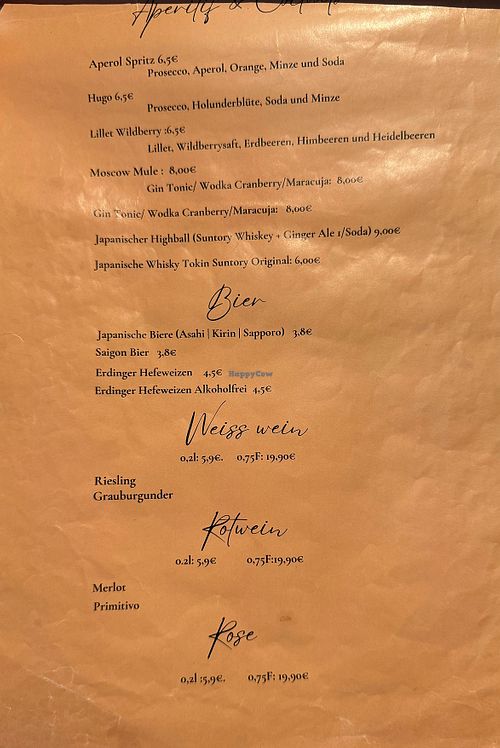 Aperitif &
Aperol Spritz 6,5€
Prosecco, Aperol, Orange, Minze und Soda
Hugo 6,5€
Prosecco, Holunderblüte, Soda und Minze
Lillet Wildberry :6,5€
Lillet, Wildberrysaft, Erdbeeren, Himbeeren und Heidelbeeren
Moscow Mule : 8,00€
Gin Tonic/ Wodka Cranberry/Maracuja: 8,00€
Gin Tonic/ Wodka Cranberry/Maracuja: 8,00€
Japanischer Highball (Suntory Whiskey + Ginger Ale 1/Soda) 9,00€
Japanische Whisky Tokin Suntory Original: 6,00€
Bier
Japanische Biere (Asahi | Kirin | Sapporo) 3,8€
Saigon Bier 3,8€
Erdinger Hefeweizen 4,5€ HappyCow
Erdinger Hefeweizen Alkoholfrei 4,5€
Weiss wein
0,2l: 5,9€. 0,75F: 19,90€
Riesling
Grauburgunder
Rotwein
0.2l: 5,9€ 0,75F:19,90€
Merlot
Primitivo
Rose
0,2l :5,9€. 0,75F: 19,90€